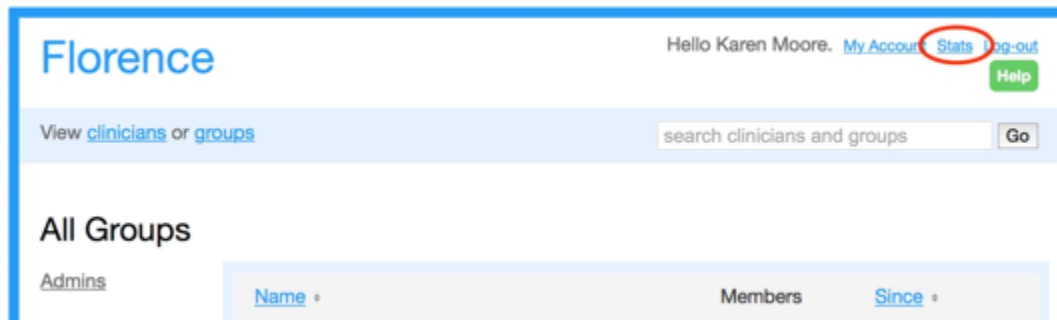 Florence
Hello Karen Moore. My Account Stats Log-out
Help
View clinicians or groups
search clinicians and groups Go
All Groups
Admins
Name Members Since